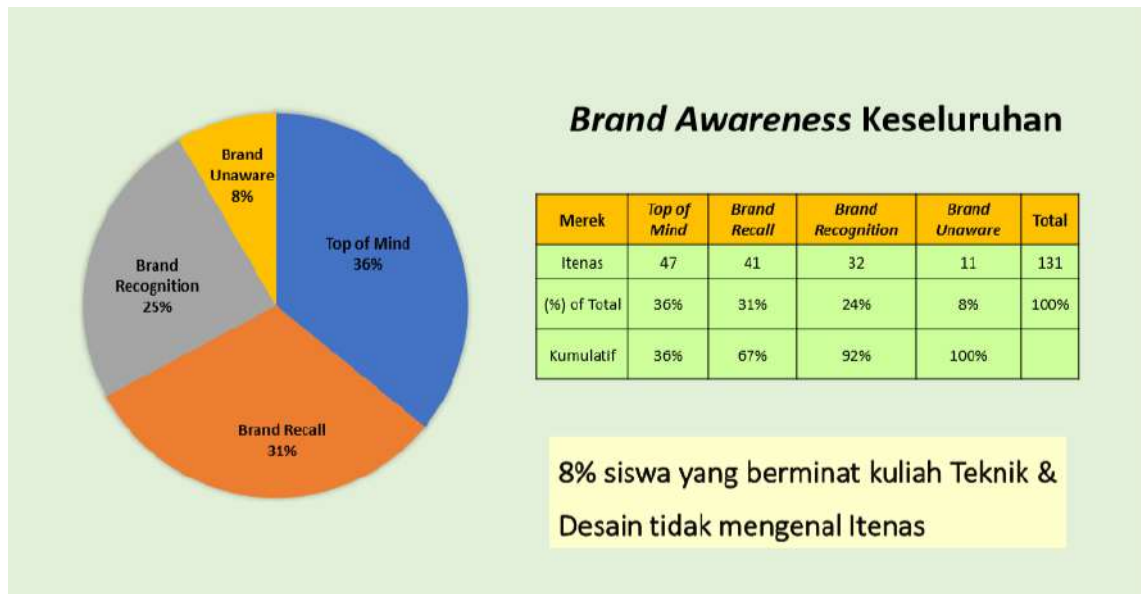 Brand Awareness Keseluruhan
Brand
Unaware
8%
Top of Mind
36%
Brand
Recognition
25%
Brand Recall
31%
Merek Top of Mind Brand Recall Brand Recognition Brand Unaware Total
Itenas 47 41 32 11 131
(%) of Total 36% 31% 24% 8% 100%
Kumulatif 36% 67% 92% 100%
8% siswa yang berminat kuliah Teknik &
Desain tidak mengenal Itenas